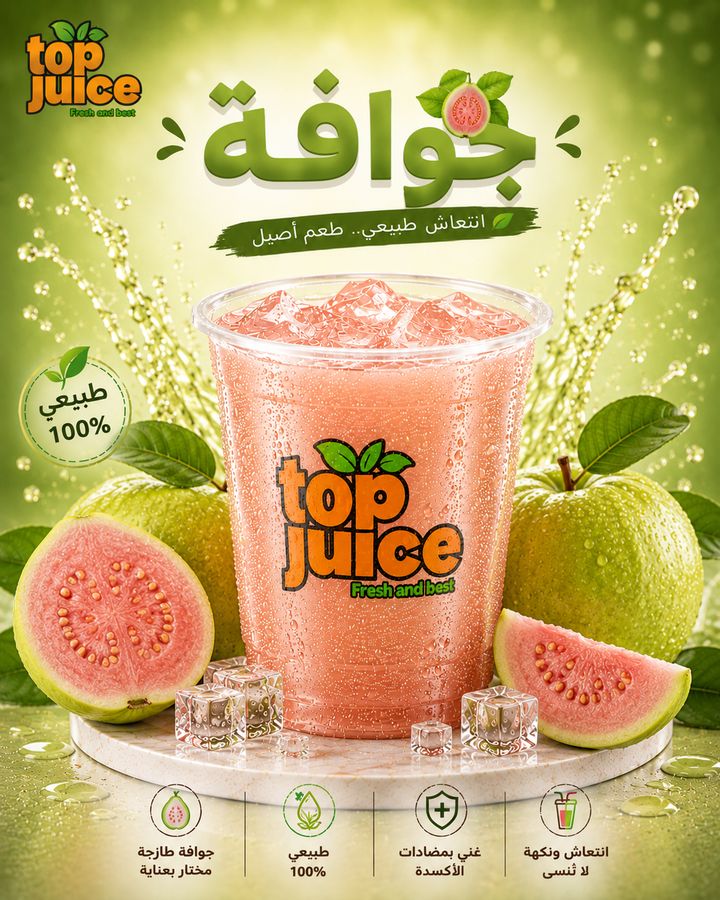 top
juice
Fresh and best
جوافة
انتعاش طبيعي.. طعم أصيل
طبيعي
100%
top
juice
Fresh and best
انتعاش ونكهة
لا تُنسى
غني بمضادات
الأكسدة
طبيعي
100%
جوافة طازجة
مختار بعناية